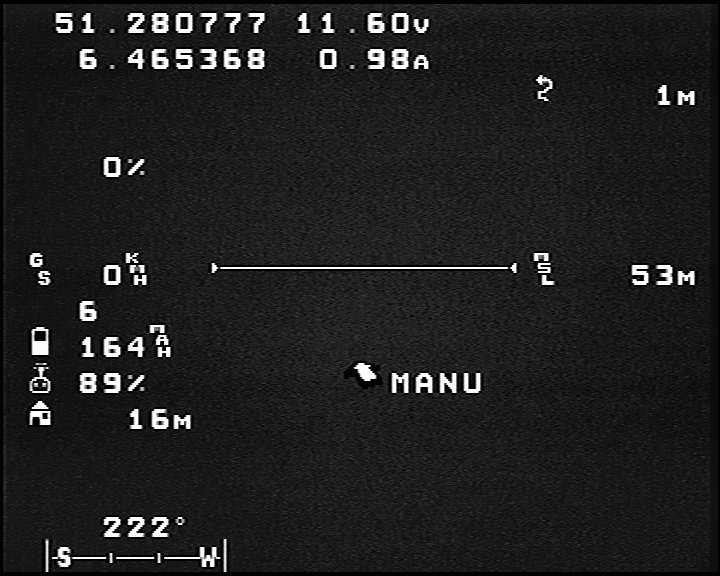 51.280777 11.60V
6.465368 0.98A
1M
0%
GS 0KMH MSL 53M
6
164MAH
89% MANU
16M
222°
S W